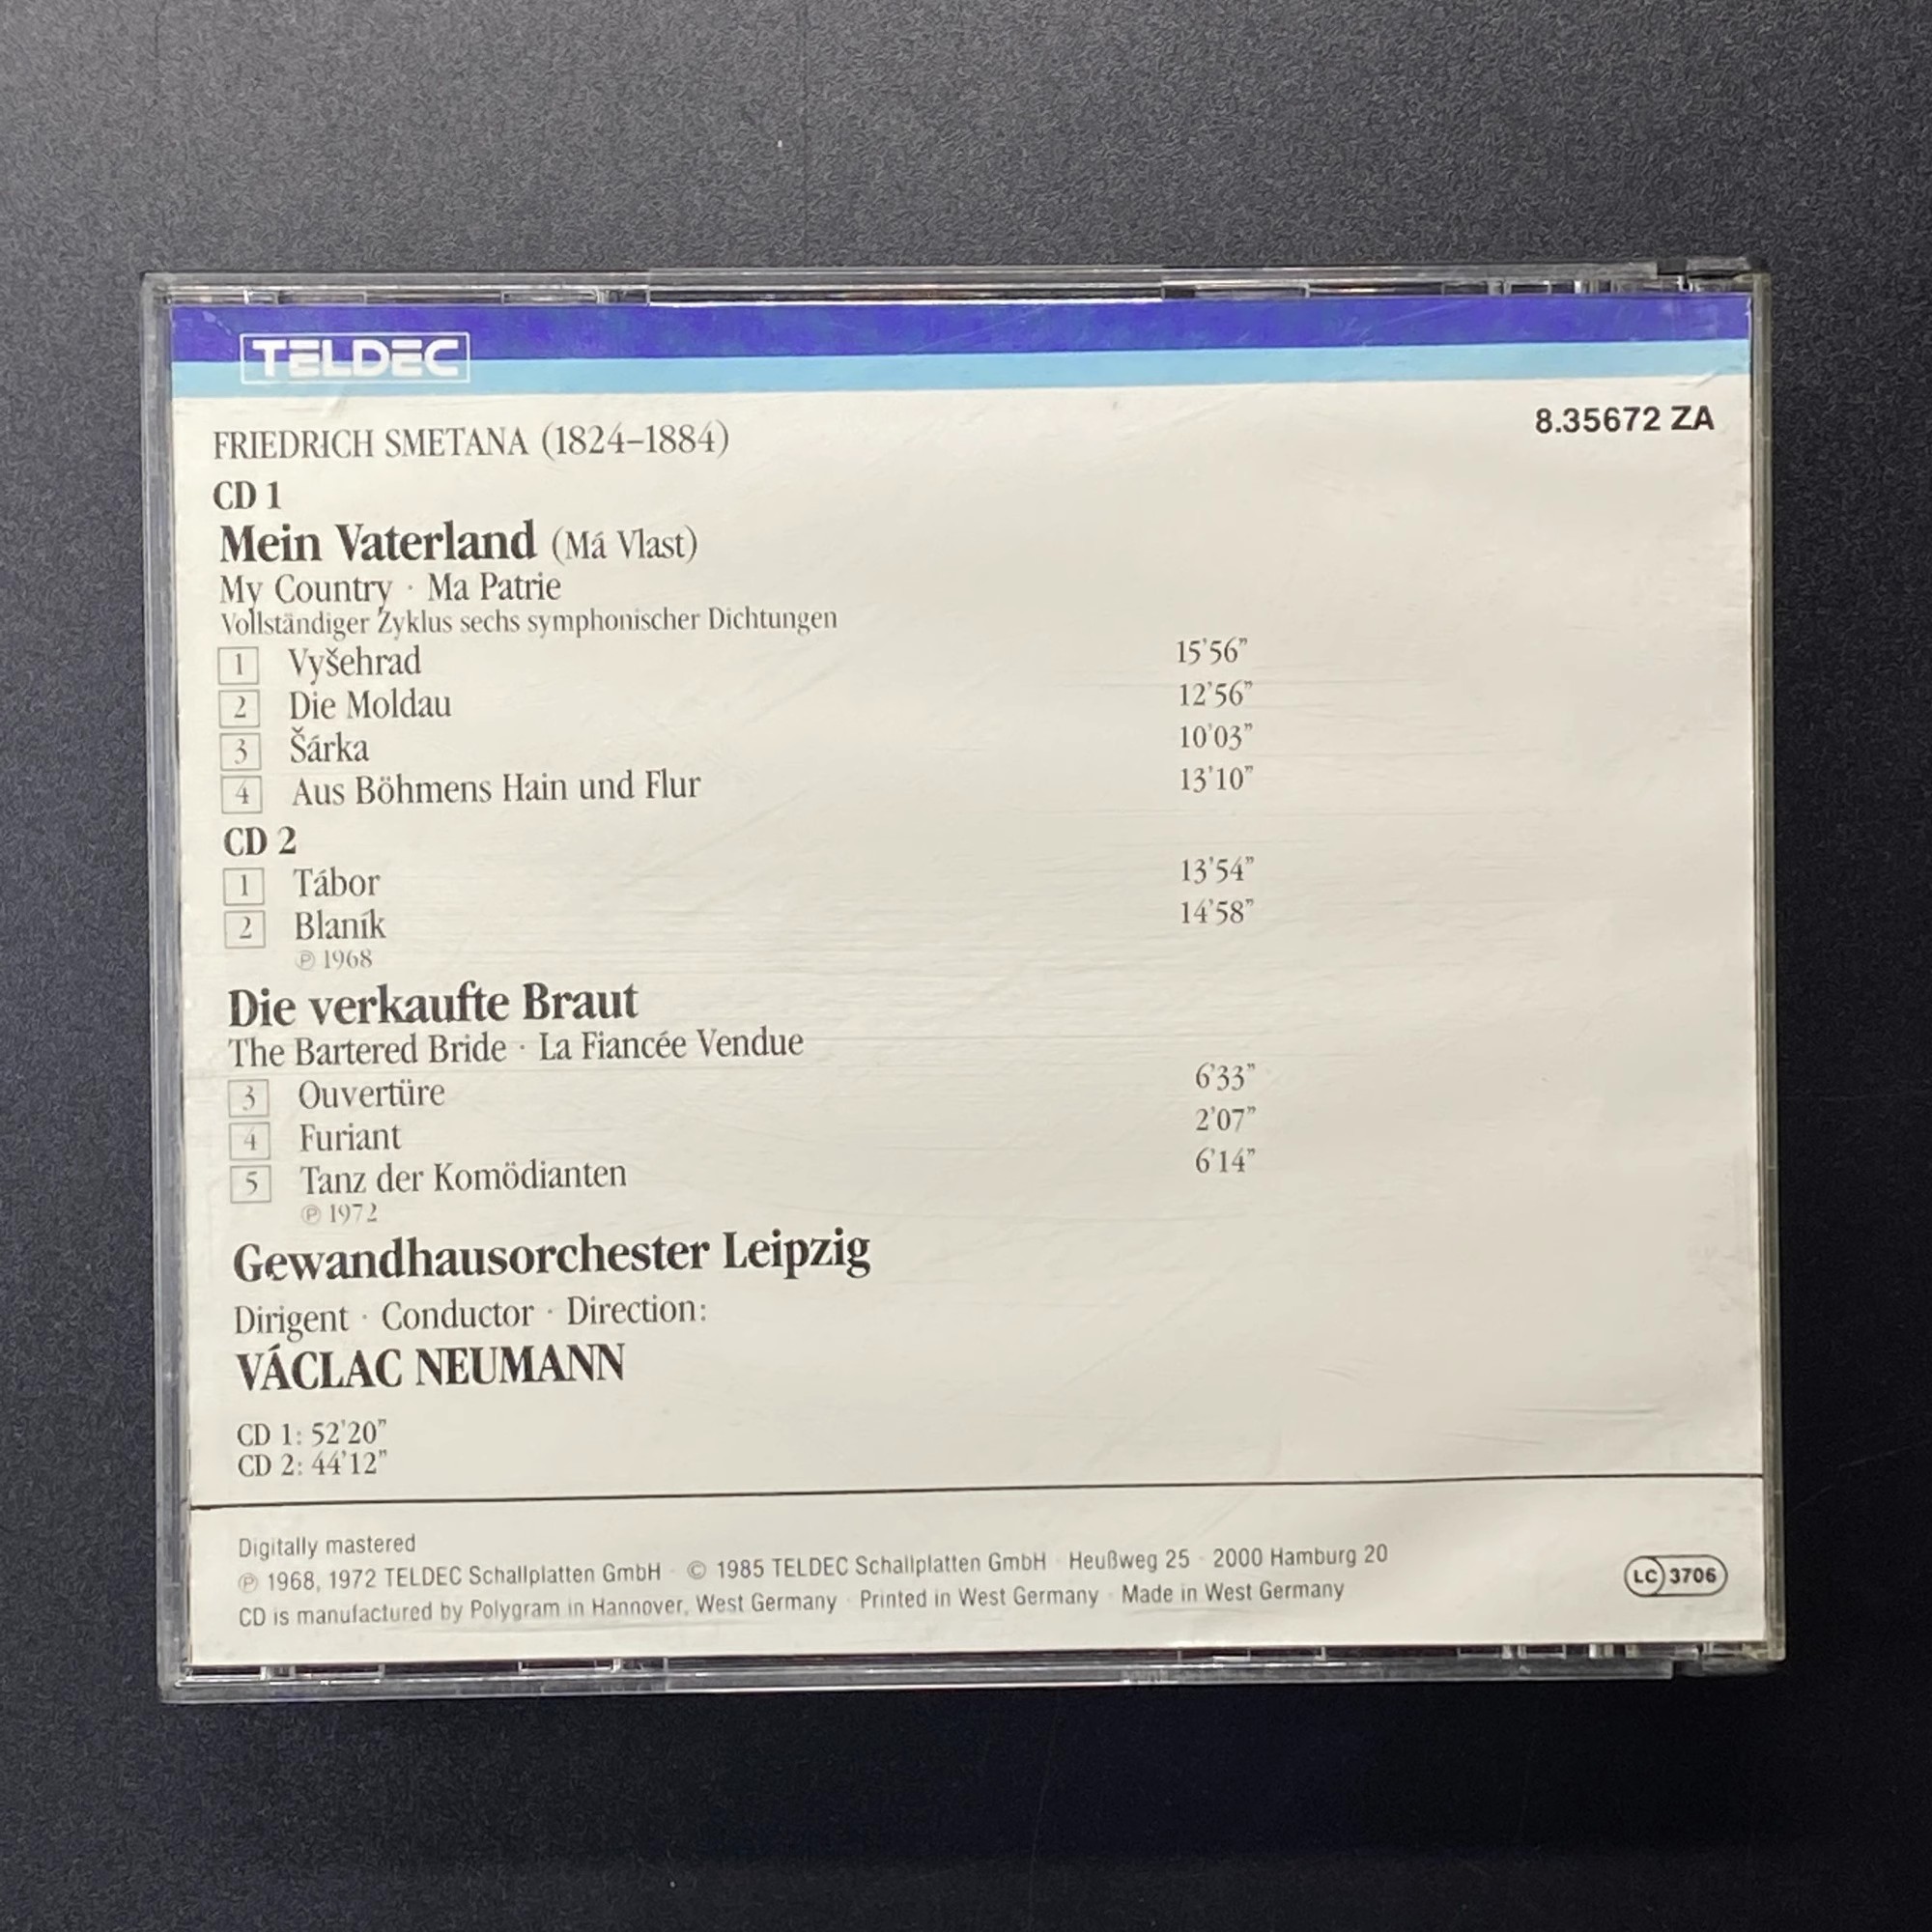 TELDEC
8.35672 ZA
FRIEDRICH SMETANA (1824–1884)
CD 1
Mein Vaterland (Má Vlast)
My Country · Ma Patrie
Vollständiger Zyklus sechs symphonischer Dichtungen
1 Vyšehrad 15'56"
2 Die Moldau 12'56"
3 Šárka 10'03"
4 Aus Böhmens Hain und Flur 13'10"
CD 2
1 Tábor 13'54"
2 Blaník 14'58"
℗ 1968
Die verkaufte Braut
The Bartered Bride · La Fiancée Vendue
3 Ouvertüre 6'33"
4 Furiant 2'07"
5 Tanz der Komödianten 6'14"
℗ 1972
Gewandhausorchester Leipzig
Dirigent · Conductor · Direction:
VÁCLAC NEUMANN
CD 1: 52'20"
CD 2: 44'12"
Digitally mastered
℗ 1968, 1972 TELDEC Schallplatten GmbH · © 1985 TELDEC Schallplatten GmbH · Heußweg 25 · 2000 Hamburg 20
CD is manufactured by Polygram in Hannover, West Germany · Printed in West Germany · Made in West Germany
LC 3706